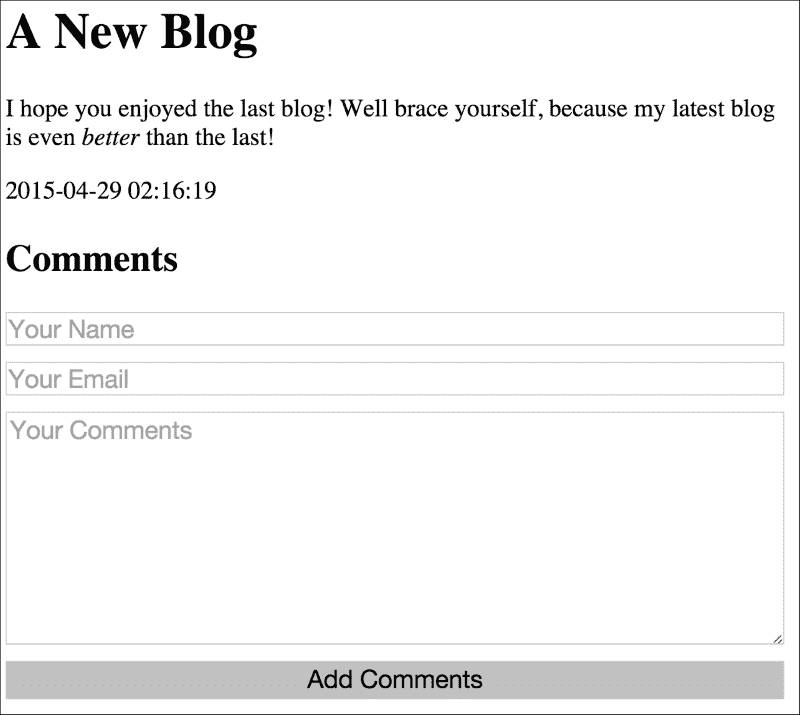 A New Blog
I hope you enjoyed the last blog! Well brace yourself, because my latest blog
is even better than the last!
2015-04-29 02:16:19
Comments
Your Name
Your Email
Your Comments
Add Comments